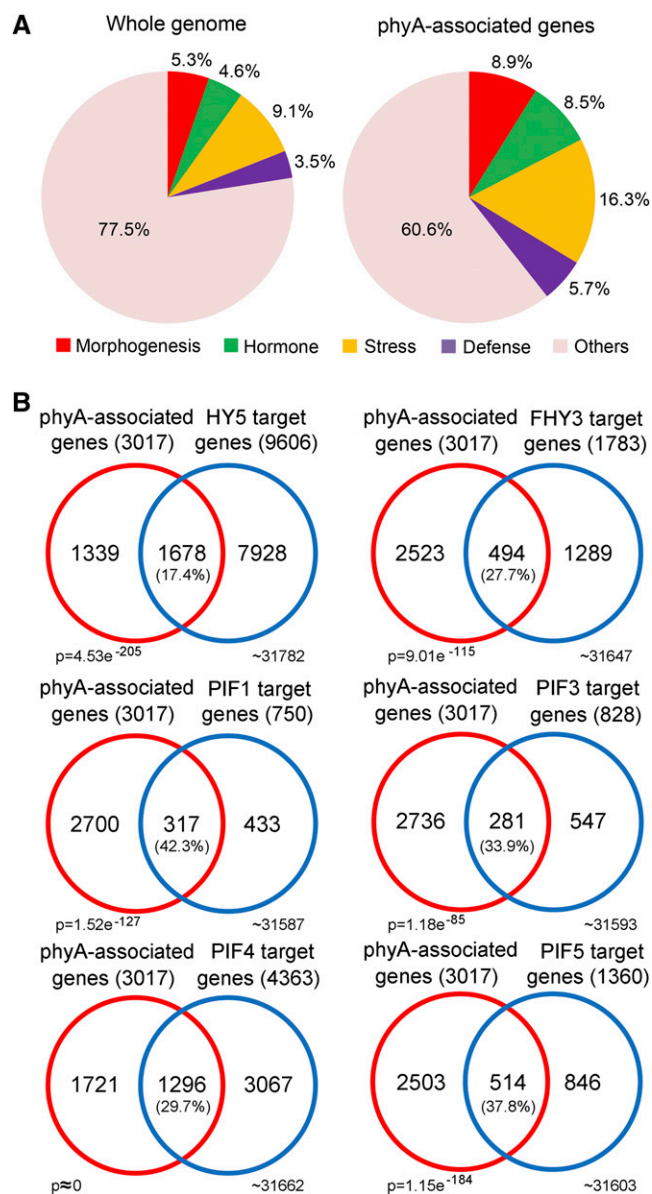 A
Whole genome
phyA-associated genes
5.3%
4.6%
9.1%
3.5%
77.5%
8.9%
8.5%
16.3%
5.7%
60.6%
Morphogenesis Hormone Stress Defense Others
B
phyA-associated genes (3017)
HY5 target genes (9606)
1339
1678
(17.4%)
7928
p=4.53e-205
~31782
phyA-associated genes (3017)
FHY3 target genes (1783)
2523
494
(27.7%)
1289
p=9.01e-115
~31647
phyA-associated genes (3017)
PIF1 target genes (750)
2700
317
(42.3%)
433
p=1.52e-127
~31587
phyA-associated genes (3017)
PIF3 target genes (828)
2736
281
(33.9%)
547
p=1.18e-85
~31593
phyA-associated genes (3017)
PIF4 target genes (4363)
1721
1296
(29.7%)
3067
p≈0
~31662
phyA-associated genes (3017)
PIF5 target genes (1360)
2503
514
(37.8%)
846
p=1.15e-184
~31603